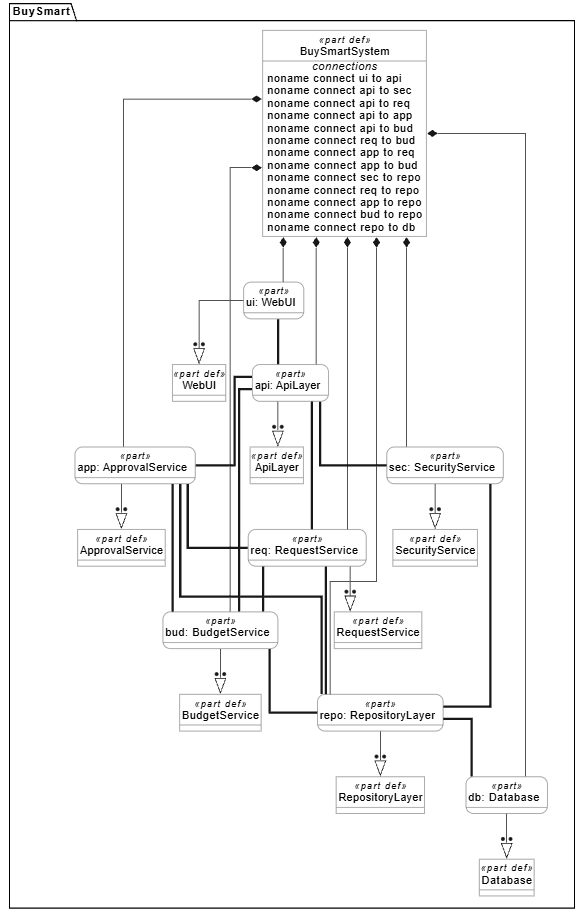 BuySmart
«part def»
BuySmartSystem
connections
noname connect ui to api
noname connect api to sec
noname connect api to req
noname connect api to app
noname connect api to bud
noname connect req to bud
noname connect app to req
noname connect app to bud
noname connect sec to repo
noname connect req to repo
noname connect app to repo
noname connect bud to repo
noname connect repo to db
«part»
ui: WebUI
«part def»
WebUI
«part»
api: ApiLayer
«part def»
ApiLayer
«part»
app: ApprovalService
«part»
sec: SecurityService
«part def»
ApprovalService
«part»
req: RequestService
«part def»
SecurityService
«part»
bud: BudgetService
«part def»
RequestService
«part def»
BudgetService
«part»
repo: RepositoryLayer
«part def»
RepositoryLayer
«part»
db: Database
«part def»
Database